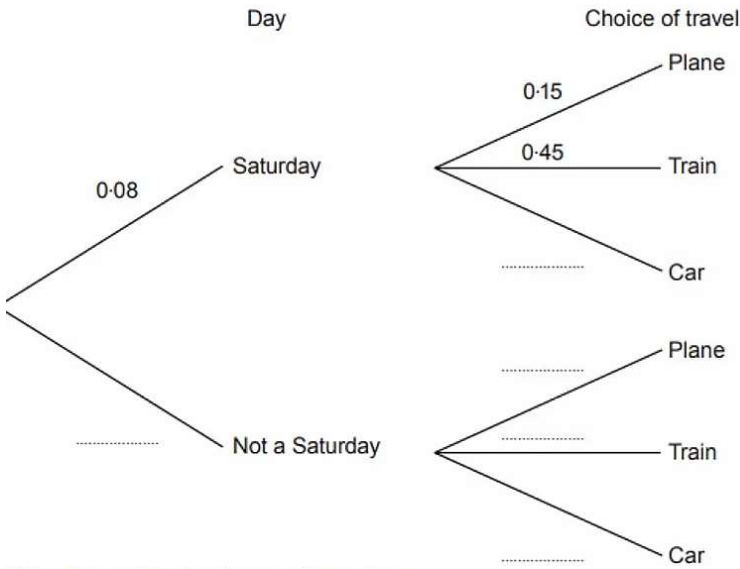 Day Choice of travel
Plane
0·15
0·45
Saturday Train
0·08
Car
Plane
Not a Saturday Train
Car